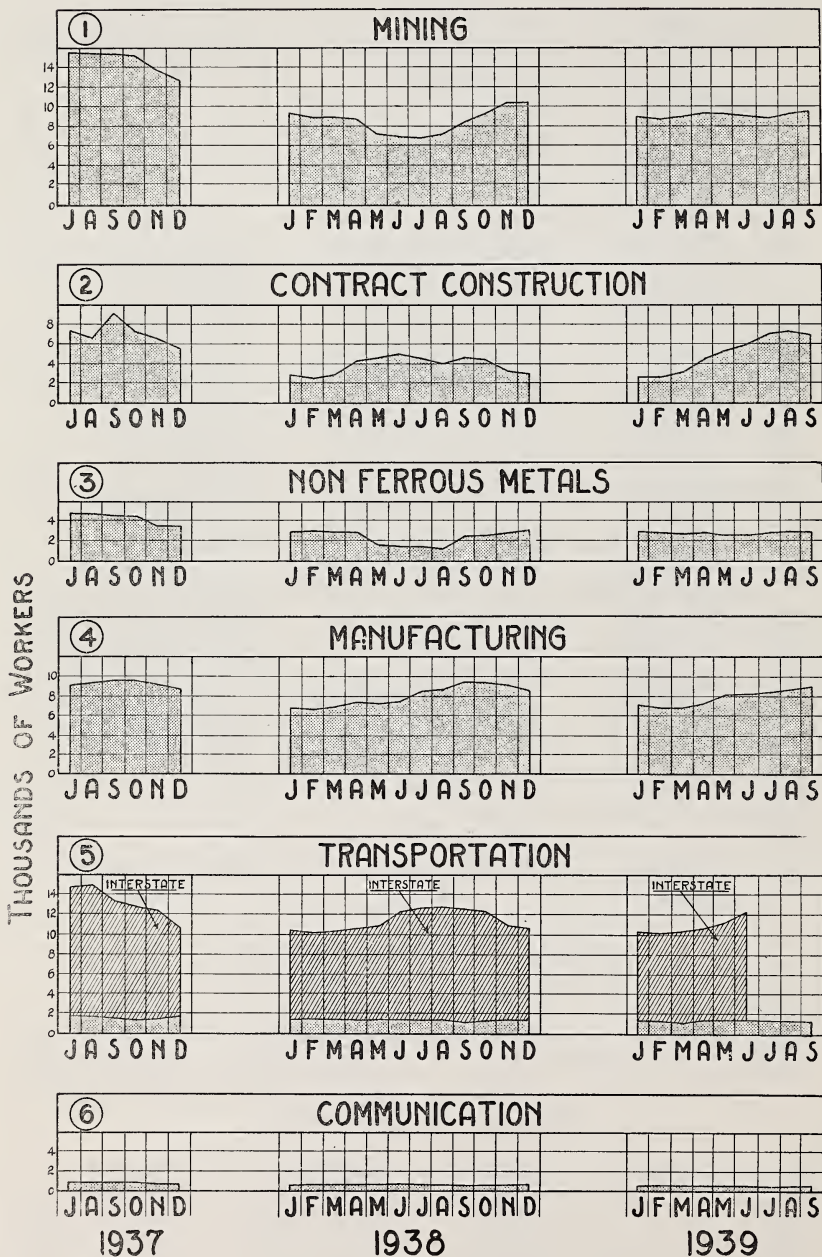 THOUSANDS OF WORKERS
1 MINING
14
12
10
8
6
4
2
0
J A S O N D J F M A M J J A S O N D J F M A M J J A S
2 CONTRACT CONSTRUCTION
8
6
4
2
0
J A S O N D J F M A M J J A S O N D J F M A M J J A S
3 NON FERROUS METALS
4
2
0
J A S O N D J F M A M J J A S O N D J F M A M J J A S
4 MANUFACTURING
10
8
6
4
2
0
J A S O N D J F M A M J J A S O N D J F M A M J J A S
5 TRANSPORTATION
14
12
10
8
6
4
2
0
INTERSTATE INTERSTATE INTERSTATE
J A S O N D J F M A M J J A S O N D J F M A M J J A S
6 COMMUNICATION
4
2
0
J A S O N D J F M A M J J A S O N D J F M A M J J A S
1937 1938 1939